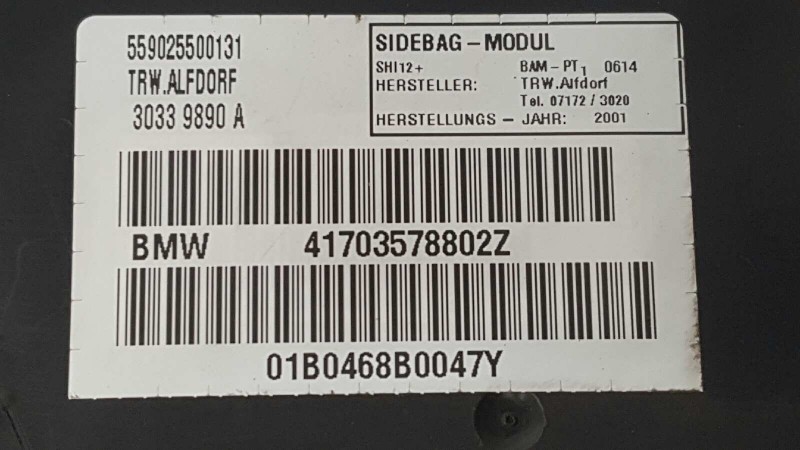 559025500131
TRW.ALFDORF
3033 9890 A
SIDEBAG-MODUL
SHI12+ BAM-PT1 0614
HERSTELLER: TRW.Alfdorf
Tel. 07172 / 3020
HERSTELLUNGS - JAHR: 2001
BMW 41703578802Z
01B0468B0047Y